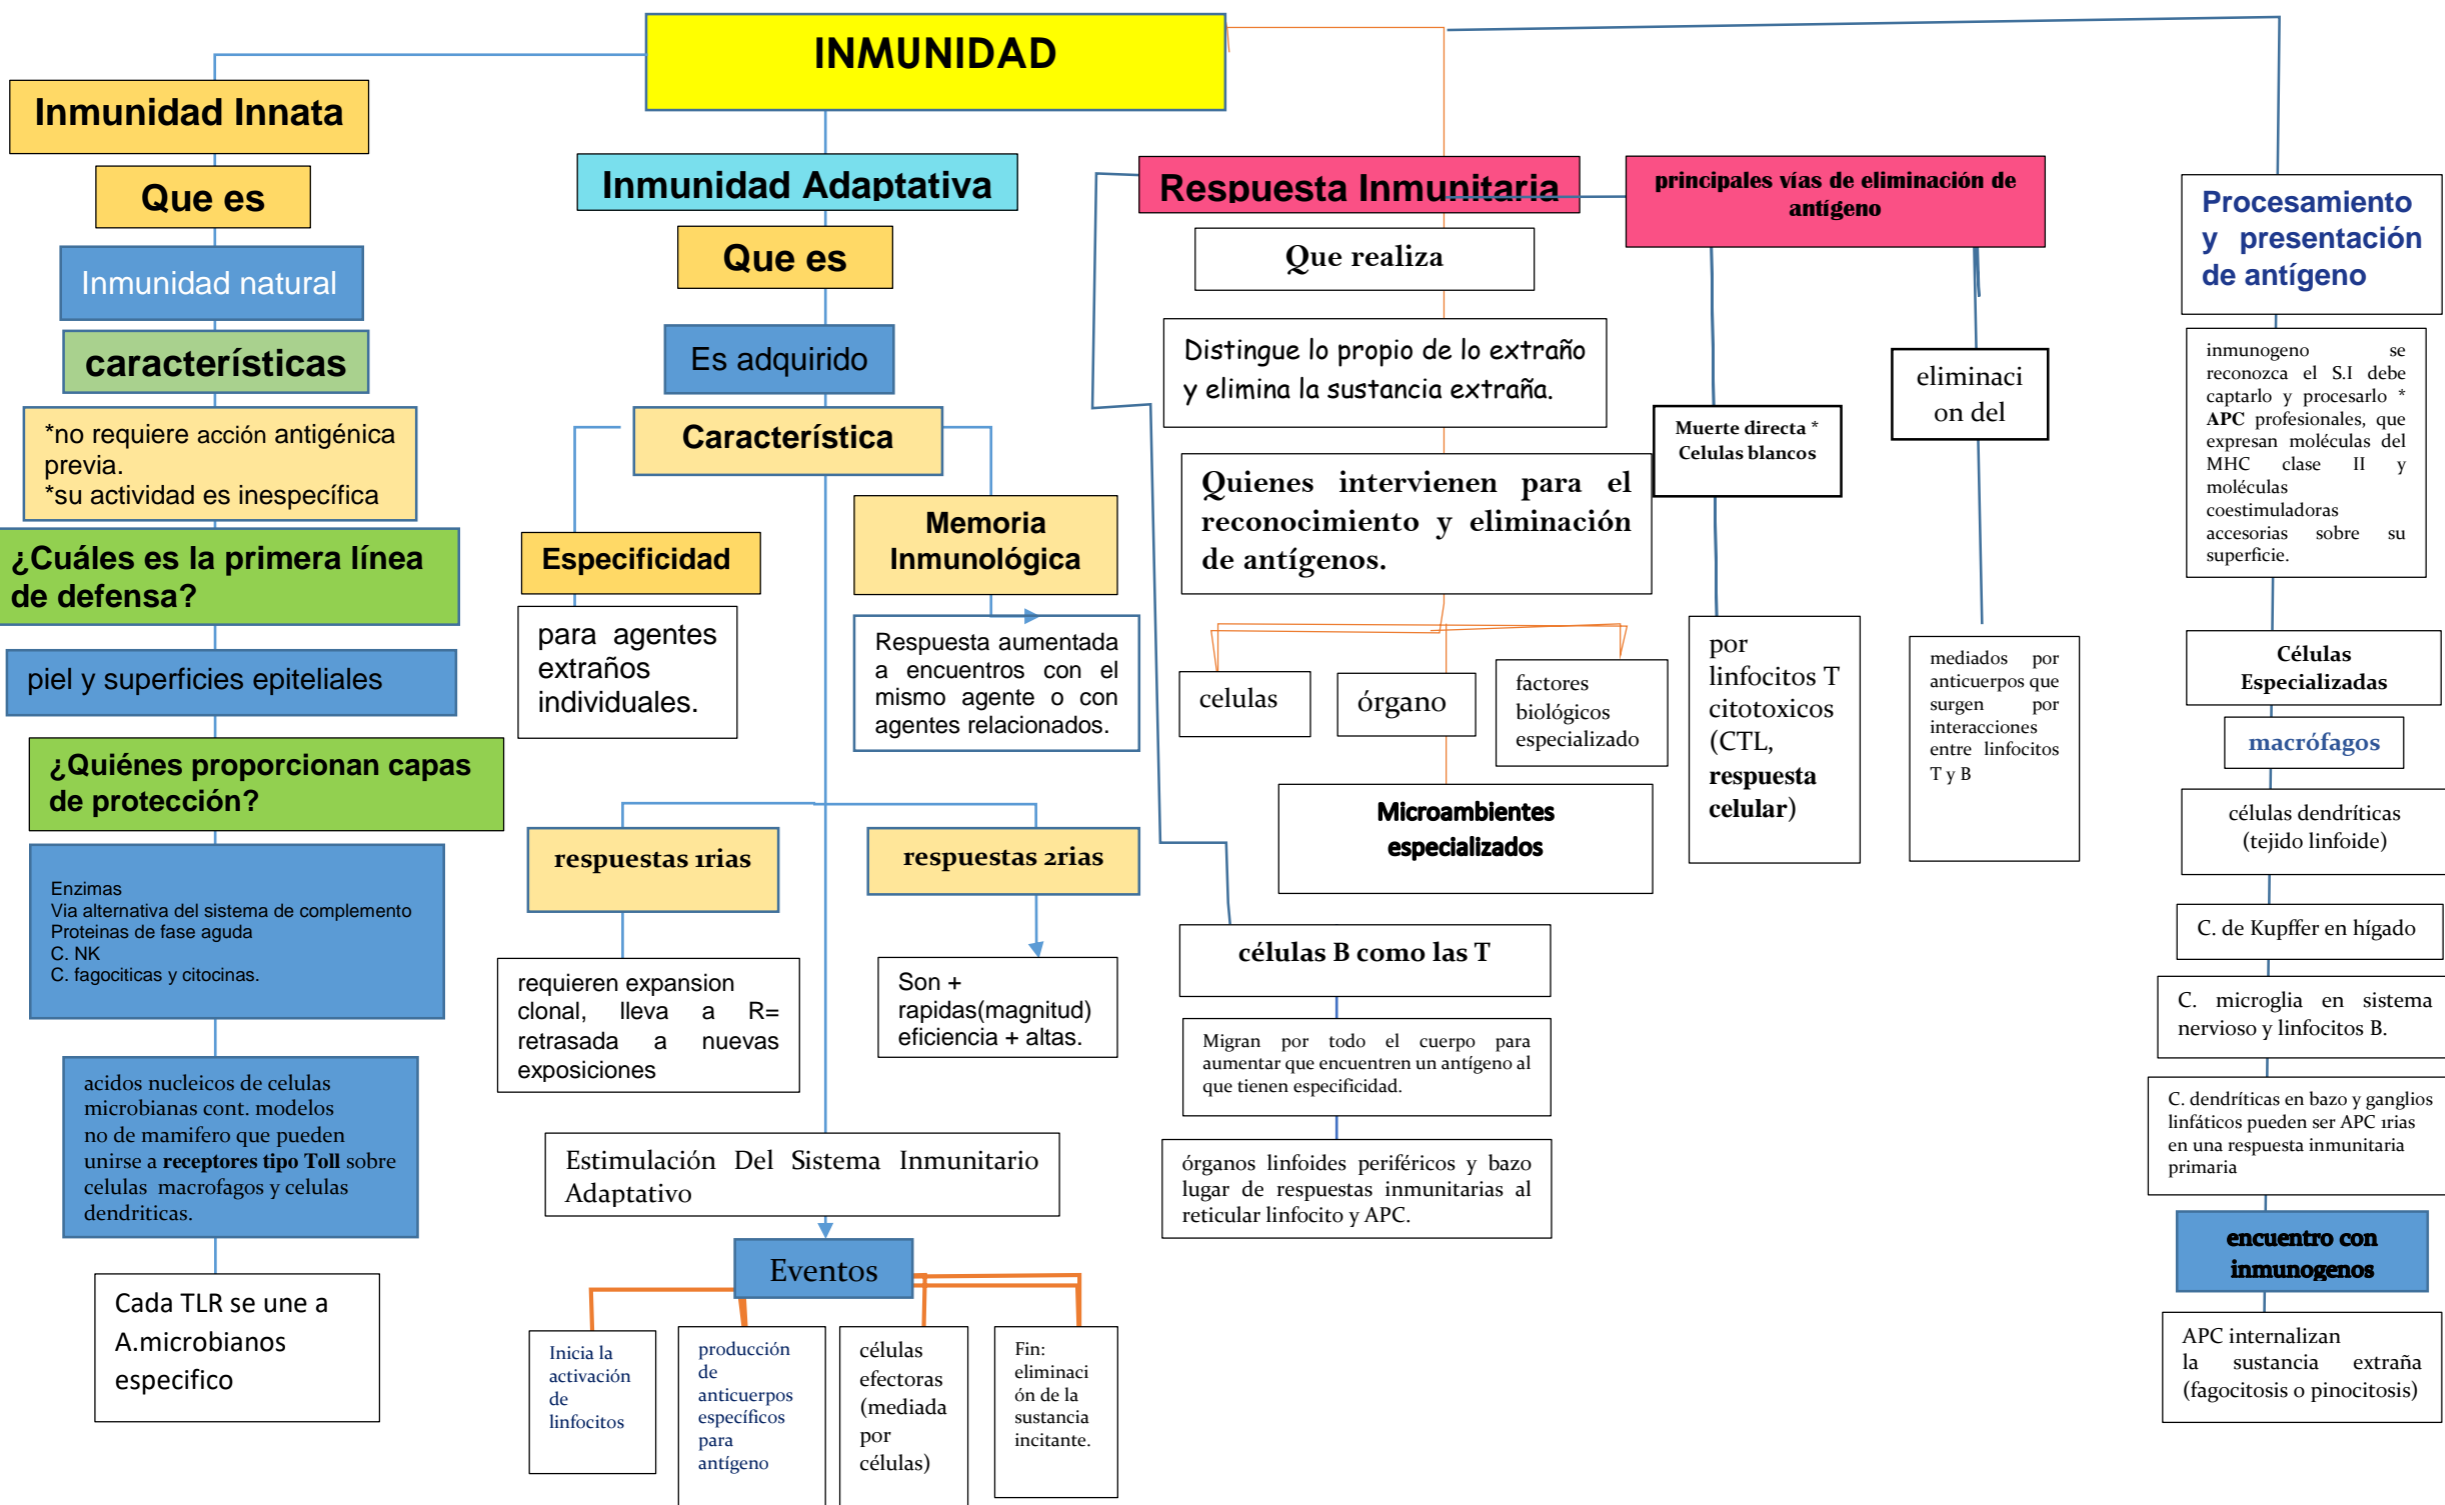 INMUNIDAD
Inmunidad Innata
Que es
Inmunidad natural
características
*no requiere acción antigénica
previa.
*su actividad es inespecífica
¿Cuáles es la primera línea
de defensa?
piel y superficies epiteliales
¿Quiénes proporcionan capas
de protección?
Enzimas
Via alternativa del sistema de complemento
Proteinas de fase aguda
C. NK
C. fagociticas y citocinas.
acidos nucleicos de celulas
microbianas cont. modelos
no de mamifero que pueden
unirse a receptores tipo Toll sobre
celulas macrofagos y celulas
dendriticas.
Cada TLR se une a
A.microbianos
especifico
Inmunidad Adaptativa
Que es
Es adquirido
Característica
Especificidad
para agentes
extraños
individuales.
Memoria
Inmunológica
Respuesta aumentada
a encuentros con el
mismo agente o con
agentes relacionados.
respuestas 1rias
requieren expansion
clonal, lleva a R=
retrasada a nuevas
exposiciones
respuestas 2rias
Son +
rapidas(magnitud)
eficiencia + altas.
Estimulación Del Sistema Inmunitario
Adaptativo
Eventos
Inicia la
activación
de
linfocitos
producción
de
anticuerpos
específicos
para
antígeno
células
efectoras
(mediada
por
células)
Fin:
eliminaci
ón de la
sustancia
incitante.
Respuesta Inmunitaria
Que realiza
Distingue lo propio de lo extraño
y elimina la sustancia extraña.
Quienes intervienen para el
reconocimiento y eliminación
de antígenos.
celulas
órgano
factores
biológicos
especializado
Microambientes
especializados
células B como las T
Migran por todo el cuerpo para
aumentar que encuentren un antígeno al
que tienen especificidad.
órganos linfoides periféricos y bazo
lugar de respuestas inmunitarias al
reticular linfocito y APC.
principales vías de eliminación de
antígeno
Muerte directa *
Celulas blancos
por
linfocitos T
citotoxicos
(CTL,
respuesta
celular)
eliminaci
on del
mediados por
anticuerpos que
surgen por
interacciones
entre linfocitos
T y B
Procesamiento
y presentación
de antígeno
inmunogeno se
reconozca el S.I debe
captarlo y procesarlo *
APC profesionales, que
expresan moléculas del
MHC clase II y
moléculas
coestimuladoras
accesorias sobre su
superficie.
Células
Especializadas
macrófagos
células dendríticas
(tejido linfoide)
C. de Kupffer en hígado
C. microglia en sistema
nervioso y linfocitos B.
C. dendríticas en bazo y ganglios
linfáticos pueden ser APC 1rias
en una respuesta inmunitaria
primaria
encuentro con
inmunogenos
APC internalizan
la sustancia extraña
(fagocitosis o pinocitosis)